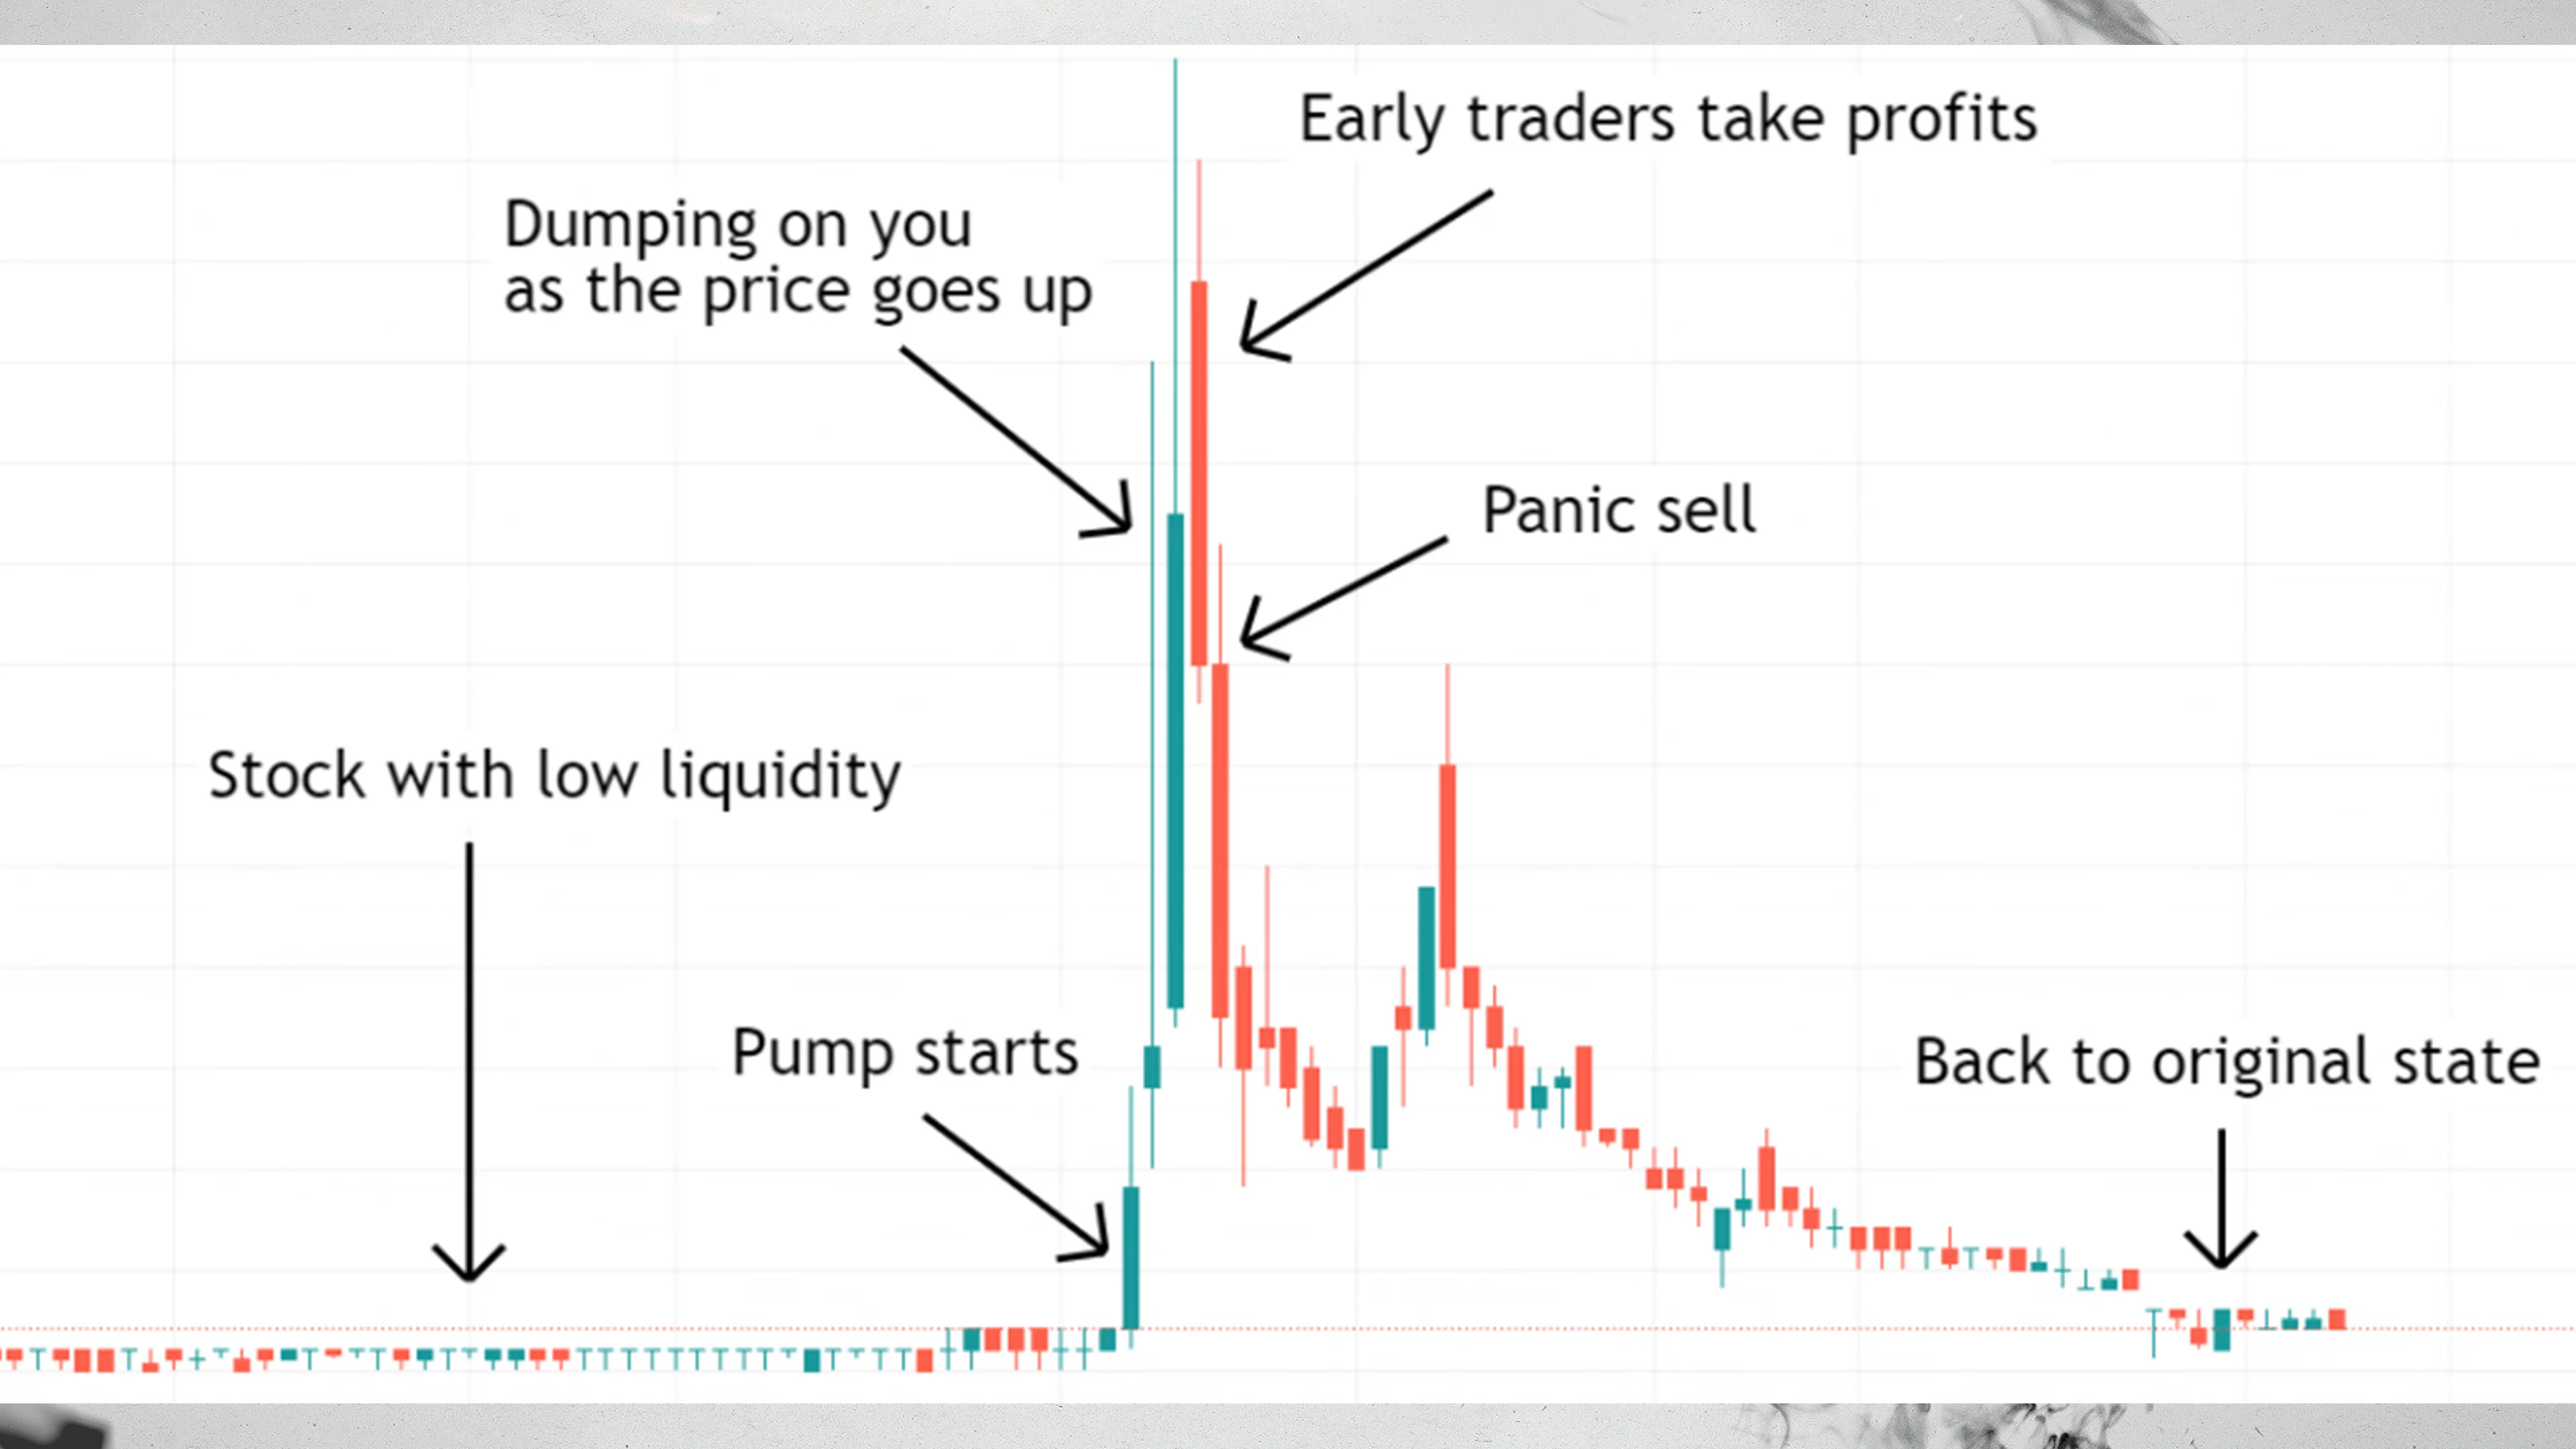 Early traders take profits
Dumping on you
as the price goes up
Panic sell
Stock with low liquidity
Pump starts
Back to original state